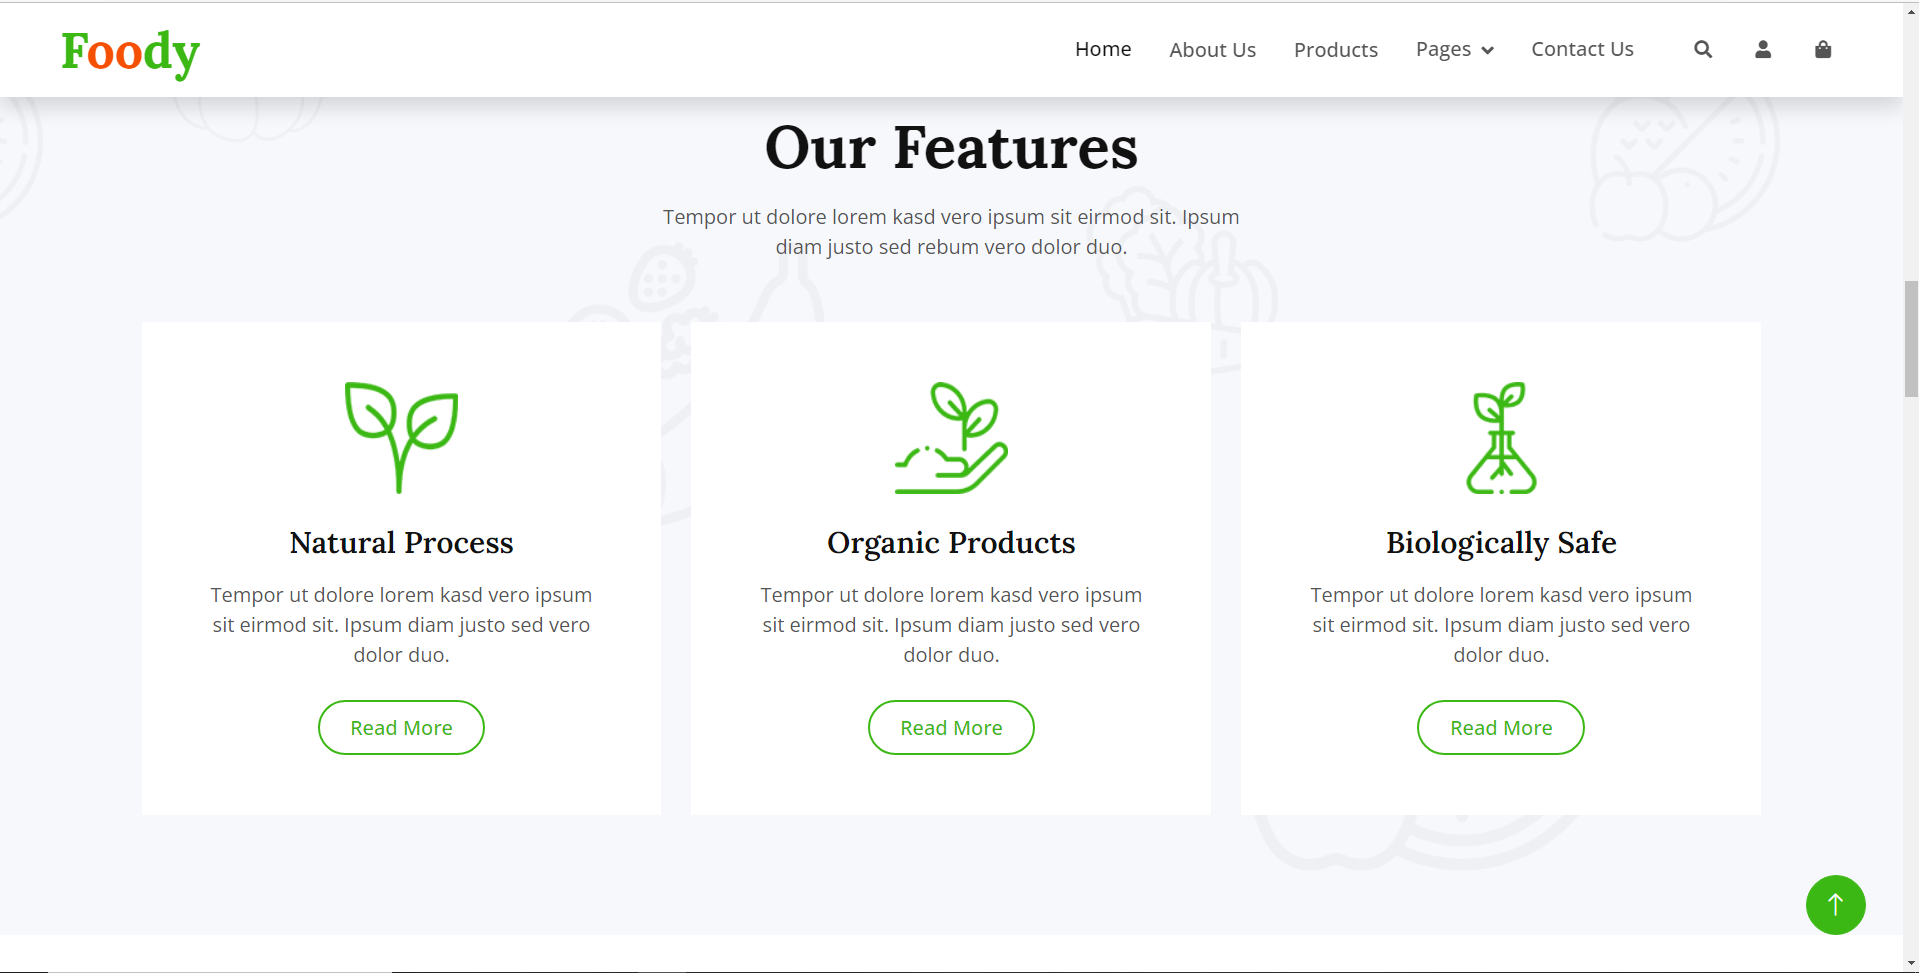 Foody
Home
About Us
Products
Pages
Contact Us
Our Features
Tempor ut dolore lorem kasd vero ipsum sit eirmod sit. Ipsum
diam justo sed rebum vero dolor duo.
Natural Process
Tempor ut dolore lorem kasd vero ipsum
sit eirmod sit. Ipsum diam justo sed vero
dolor duo.
Read More
Organic Products
Tempor ut dolore lorem kasd vero ipsum
sit eirmod sit. Ipsum diam justo sed vero
dolor duo.
Read More
Biologically Safe
Tempor ut dolore lorem kasd vero ipsum
sit eirmod sit. Ipsum diam justo sed vero
dolor duo.
Read More